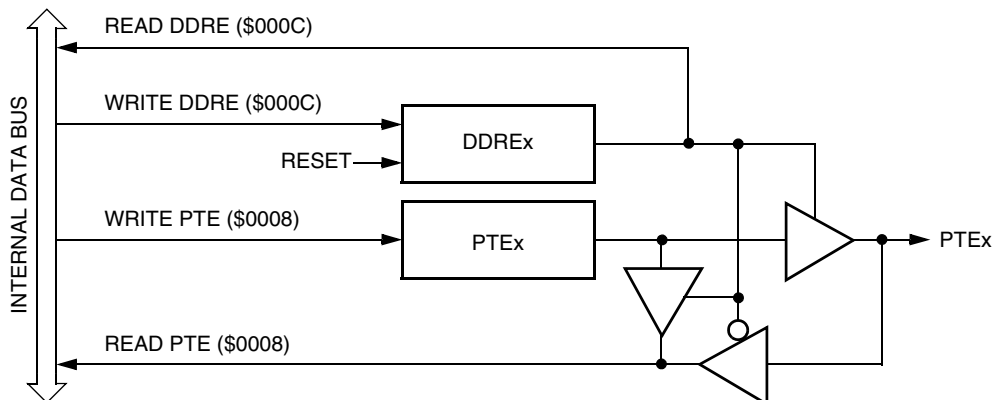 READ DDRE ($000C)
WRITE DDRE ($000C)
DDREx
RESET
WRITE PTE ($0008)
PTEx
PTEx
READ PTE ($0008)
INTERNAL DATA BUS